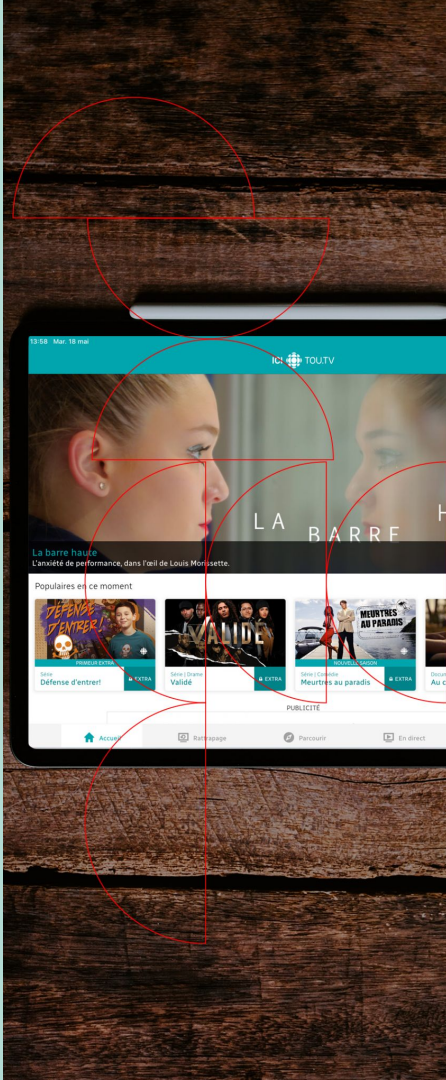 13:58 Mar. 18 mai
ICI TOU.TV
LA
BARRE
H
La barre haute
L'anxiété de performance, dans l'œil de Louis Morissette.
Populaires en ce moment
DÉFENSE D'ENTRER!
PRIMEUR EXTRA
Série
Défense d'entrer!
EXTRA
VALIDÉ
Série | Drame
Validé
EXTRA
MEURTRES
AU PARADIS
NOUVELLE SAISON
Série | Comédie
Meurtres au paradis
EXTRA
Docum
Au c
PUBLICITÉ
Accueil
Rattrapage
Parcourir
En direct